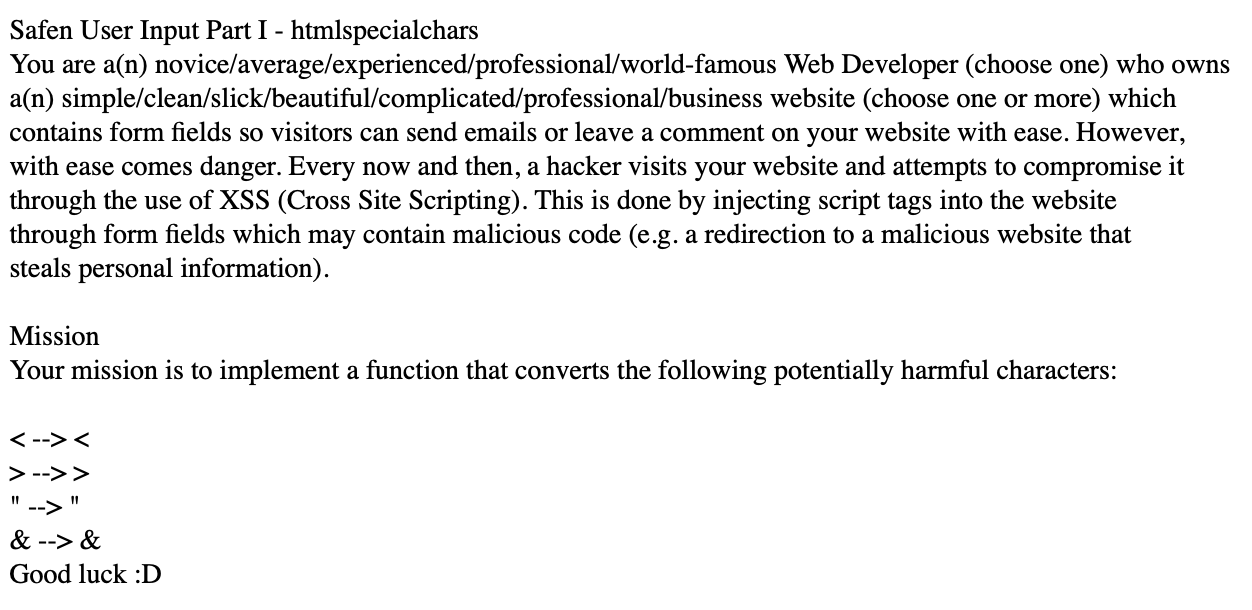 Safen User Input Part I - htmlspecialchars
You are a(n) novice/average/experienced/professional/world-famous Web Developer (choose one) who owns
a(n) simple/clean/slick/beautiful/complicated/professional/business website (choose one or more) which
contains form fields so visitors can send emails or leave a comment on your website with ease. However,
with ease comes danger. Every now and then, a hacker visits your website and attempts to compromise it
through the use of XSS (Cross Site Scripting). This is done by injecting script tags into the website
through form fields which may contain malicious code (e.g. a redirection to a malicious website that
steals personal information).
Mission
Your mission is to implement a function that converts the following potentially harmful characters:
< --> <
> --> >
" --> "
& --> &
Good luck :D